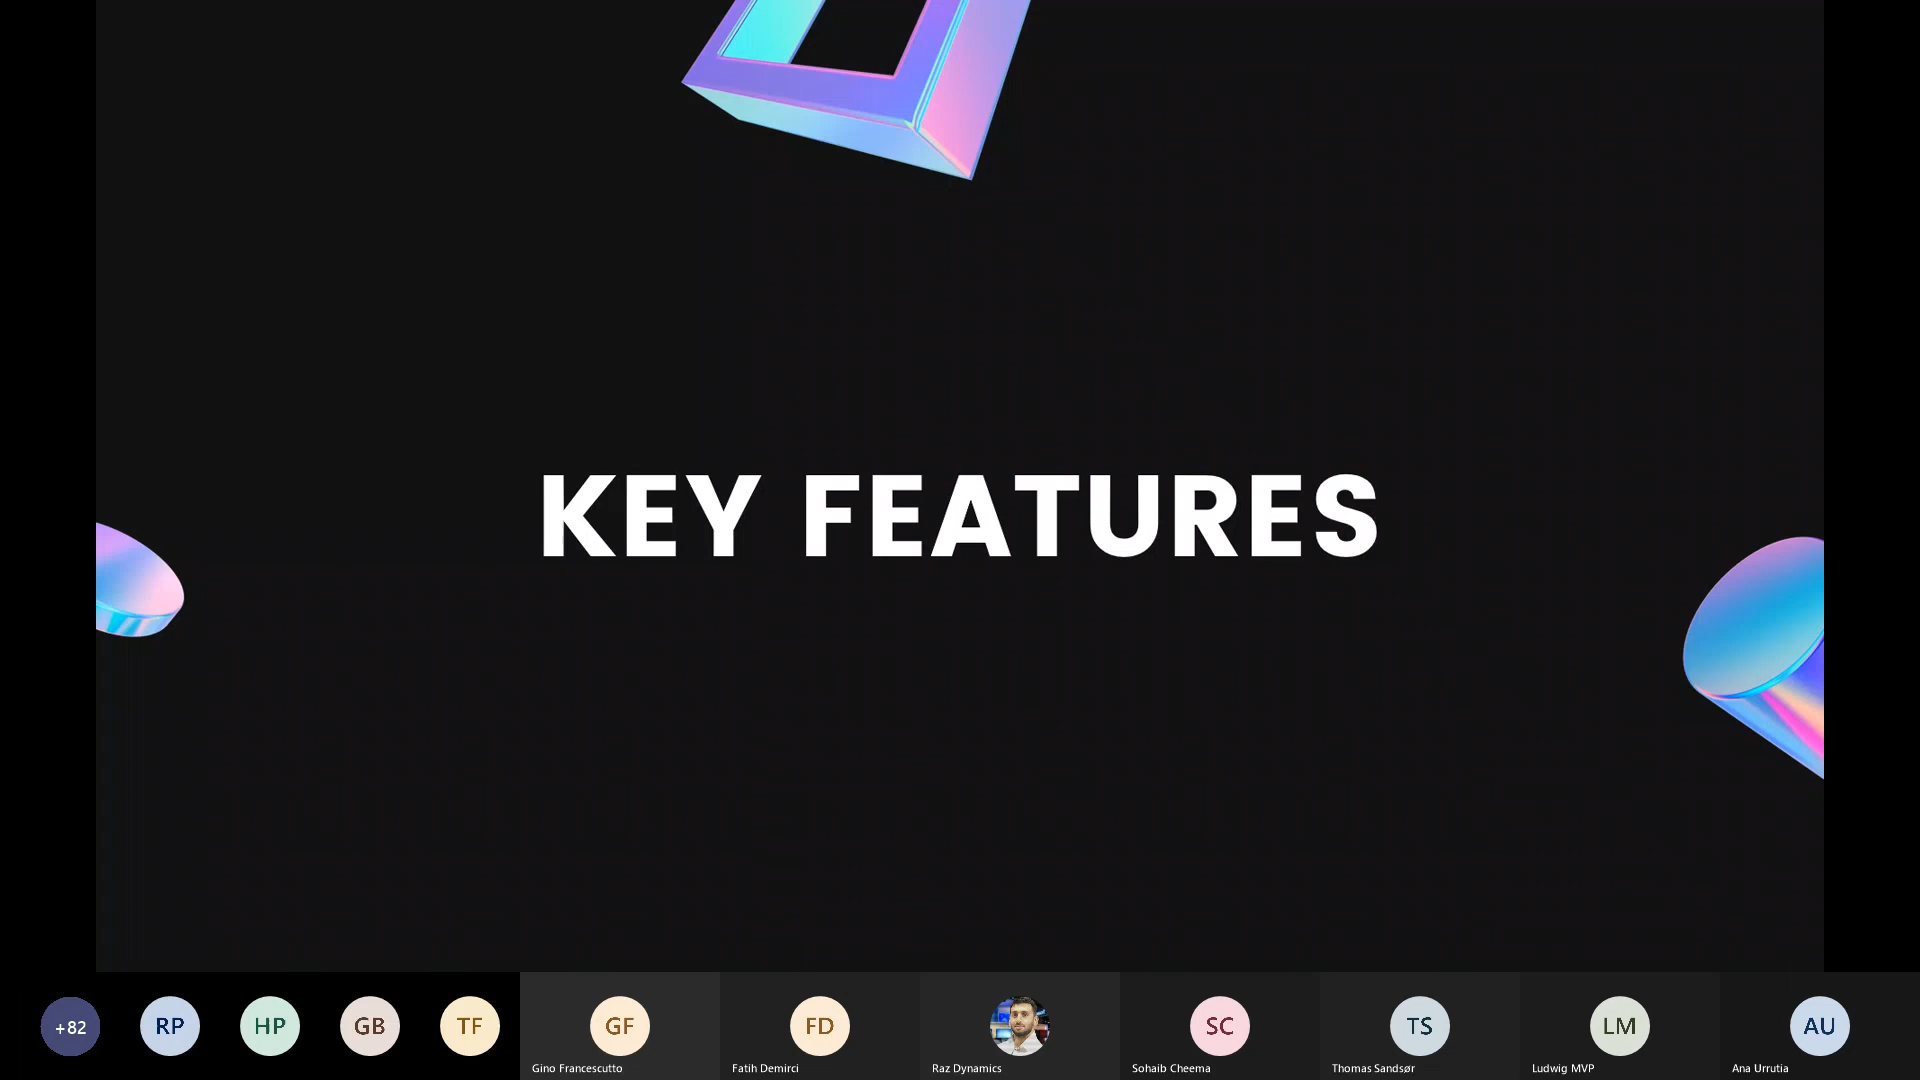 KEY FEATURES
+82
RP
HP
GB
TF
GF
FD
SC
TS
LM
AU
Gino Francescutto
Fatih Demirci
Raz Dynamics
Sohaib Cheema
Thomas Sandsør
Ludwig MVP
Ana Urrutia